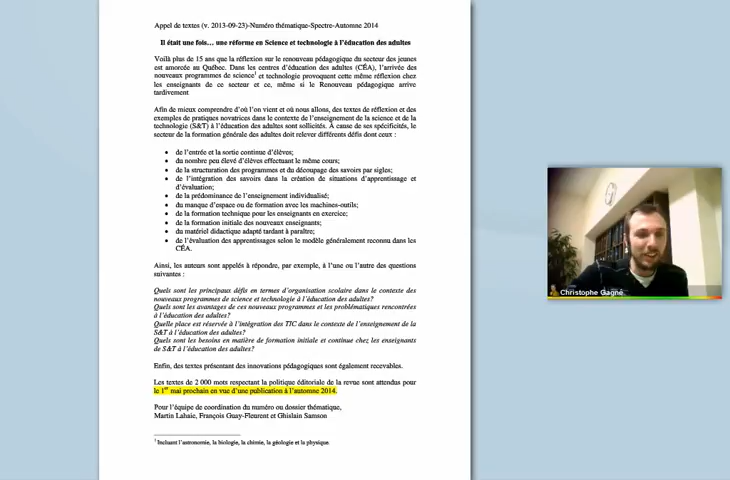 Appel de textes (v. 2013-09-23)-Numéro thématique-Spectre-Automne 2014
Il était une fois… une réforme en Science et technologie à l'éducation des adultes
Voilà plus de 15 ans que la réflexion sur le renouveau pédagogique du secteur des jeunes
est amorcée au Québec. Dans les centres d'éducation des adultes (CÉA), l'arrivée des
nouveaux programmes de science¹ et technologie provoquent cette même réflexion chez
les enseignants de ce secteur et ce, même si le Renouveau pédagogique arrive
tardivement
Afin de mieux comprendre d'où l'on vient et où nous allons, des textes de réflexion et des
exemples de pratiques novatrices dans le contexte de l'enseignement de la science et de la
technologie (S&T) à l'éducation des adultes sont sollicités. À cause de ses spécificités, le
secteur de la formation générale des adultes doit relever différents défis dont ceux :
• de l'entrée et la sortie continue d'élèves;
• du nombre peu élevé d'élèves effectuant le même cours;
• de la structuration des programmes et du découpage des savoirs par sigles;
• de l'intégration des savoirs dans la création de situations d'apprentissage et
d'évaluation;
• de la prédominance de l'enseignement individualisé;
• du manque d'espace ou de formation avec les machines-outils;
• de la formation technique pour les enseignants en exercice;
• de la formation initiale des nouveaux enseignants;
• du matériel didactique adapté tardant à paraître;
• de l'évaluation des apprentissages selon le modèle généralement reconnu dans les
CÉA.
Ainsi, les auteurs sont appelés à répondre, par exemple, à l'une ou l'autre des questions
suivantes :
Quels sont les principaux défis en termes d'organisation scolaire dans le contexte des
nouveaux programmes de science et technologie à l'éducation des adultes?
Quels sont les avantages de ces nouveaux programmes et les problématiques rencontrées
à l'éducation des adultes?
Quelle place est réservée à l'intégration des TIC dans le contexte de l'enseignement de la
S&T à l'éducation des adultes?
Quels sont les besoins en matière de formation initiale et continue chez les enseignants
de S&T à l'éducation des adultes?
Enfin, des textes présentant des innovations pédagogiques sont également recevables.
Les textes de 2 000 mots respectant la politique éditoriale de la revue sont attendus pour
le 1er mai prochain en vue d'une publication à l'automne 2014.
Pour l'équipe de coordination du numéro ou dossier thématique,
Martin Lahaie, François Guay-Fleurent et Ghislain Samson
¹ Incluant l'astronomie, la biologie, la chimie, la géologie et la physique.
Christophe Gagné